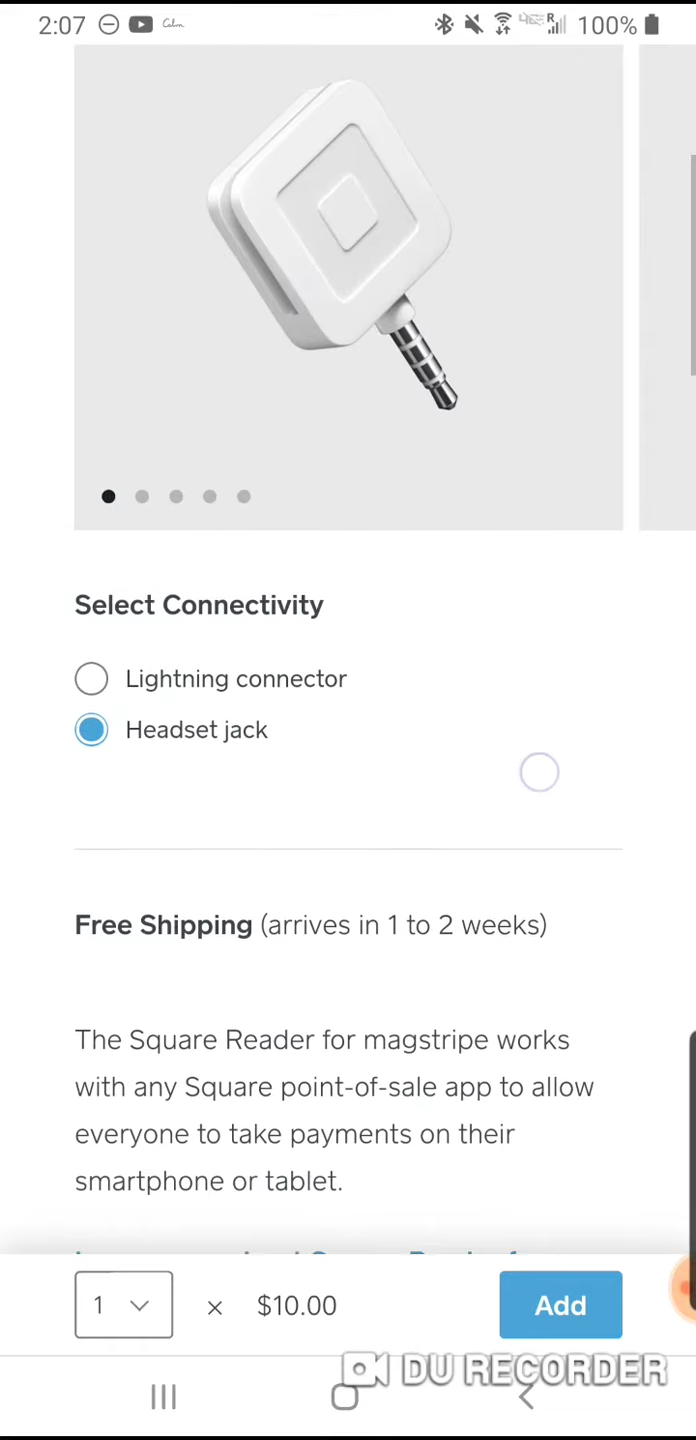 2:07 Calm 100%
Select Connectivity
Lightning connector
Headset jack
Free Shipping (arrives in 1 to 2 weeks)
The Square Reader for magstripe works
with any Square point-of-sale app to allow
everyone to take payments on their
smartphone or tablet.
1 x $10.00 Add
DU RECORDER